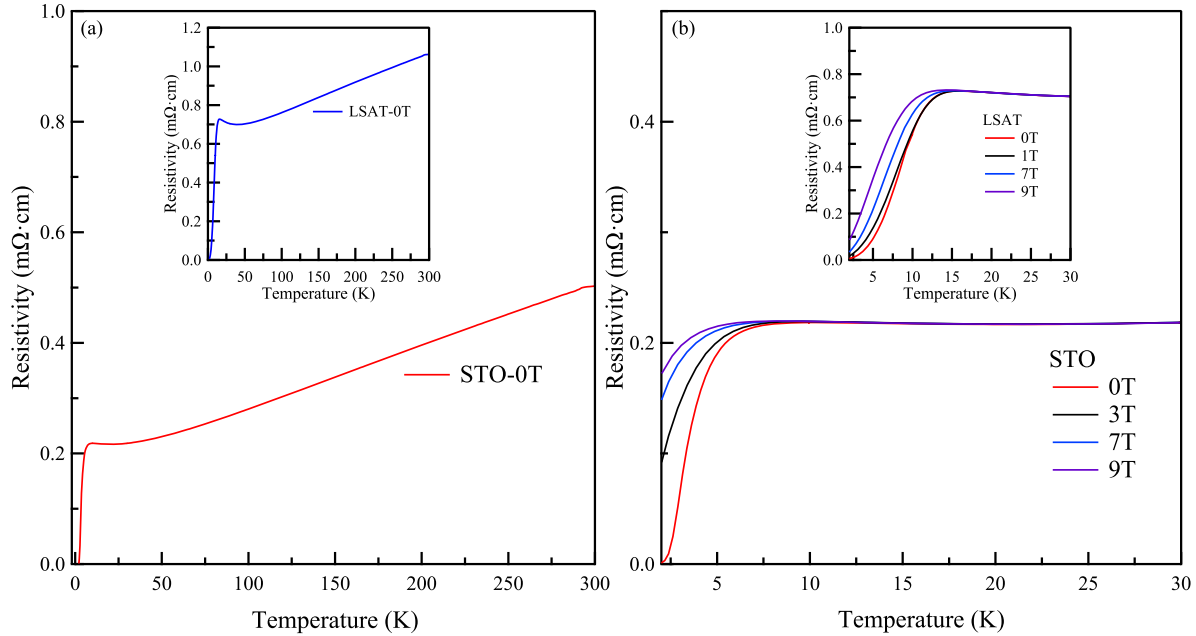 (a)
Resistivity (mΩ·cm)
1.0
0.8
0.6
0.4
0.2
0.0
0
50
100
150
200
250
300
Temperature (K)
STO-0T
Resistivity (mΩ·cm)
1.2
1.0
0.8
0.6
0.4
0.2
0.0
0
50
100
150
200
250
300
Temperature (K)
LSAT-0T
(b)
Resistivity (mΩ·cm)
0.4
0.2
0.0
5
10
15
20
25
30
Temperature (K)
STO
0T
3T
7T
9T
Resistivity (mΩ·cm)
1.0
0.8
0.6
0.4
0.2
0.0
5
10
15
20
25
30
Temperature (K)
LSAT
0T
1T
7T
9T